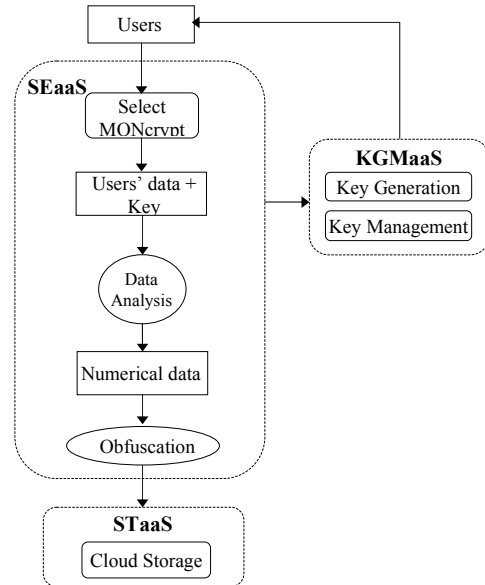 Users
SEaaS
Select
MONcrypt
Users' data +
Key
Data
Analysis
Numerical data
Obfuscation
KGMaaS
Key Generation
Key Management
STaaS
Cloud Storage